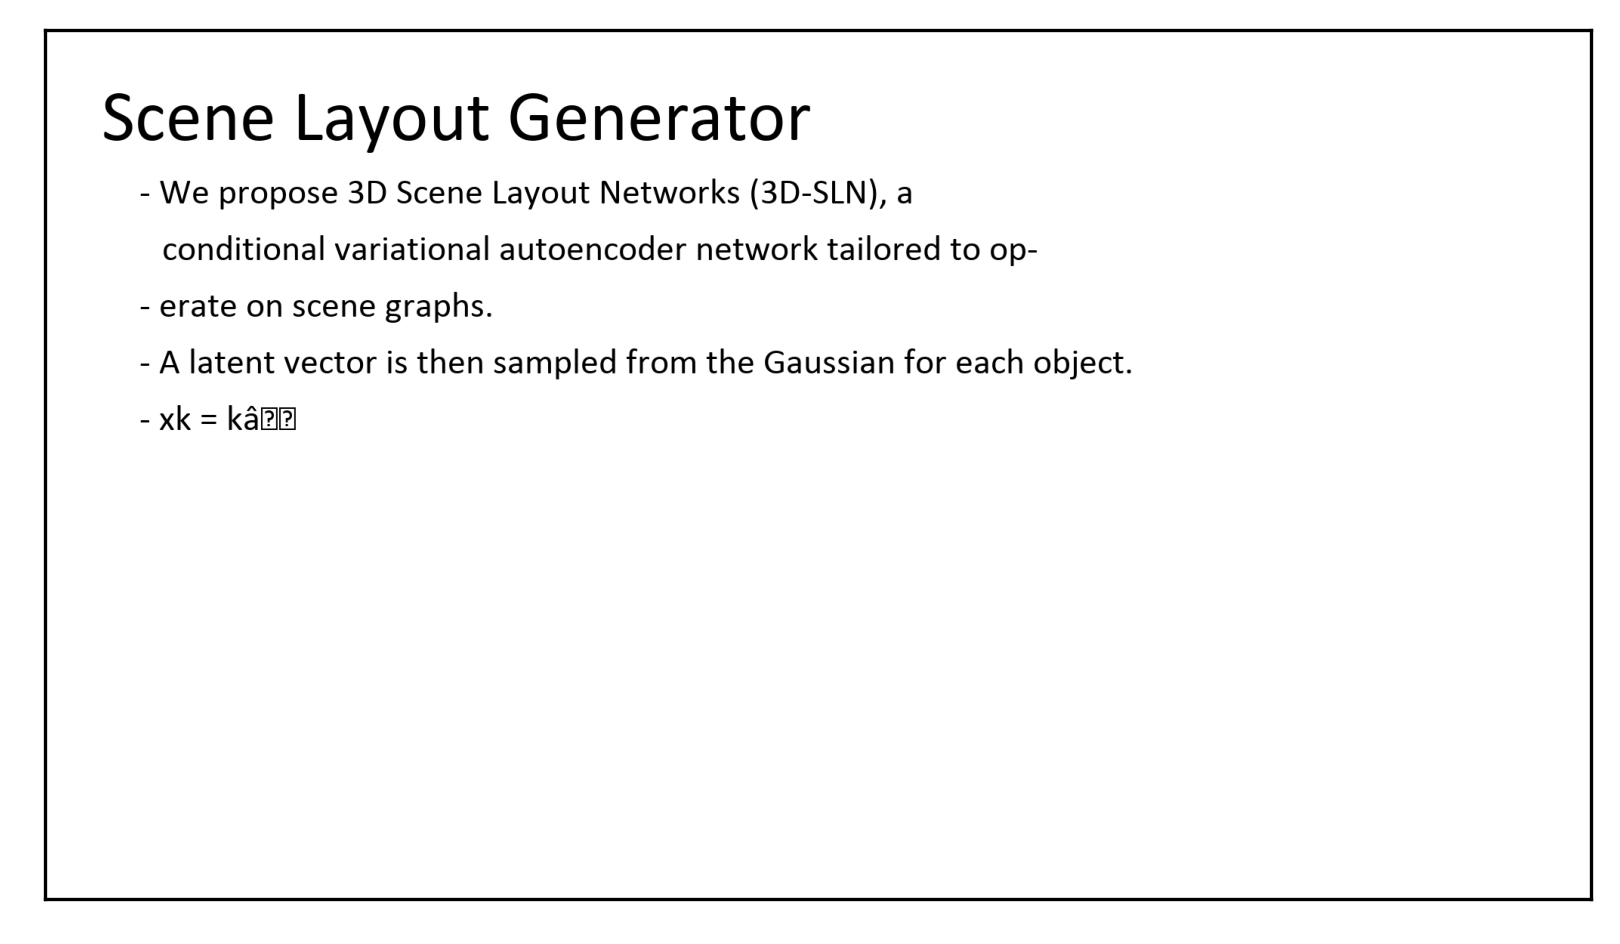 Scene Layout Generator
- We propose 3D Scene Layout Networks (3D-SLN), a
conditional variational autoencoder network tailored to op-
- erate on scene graphs.
- A latent vector is then sampled from the Gaussian for each object.
- xk = kâ